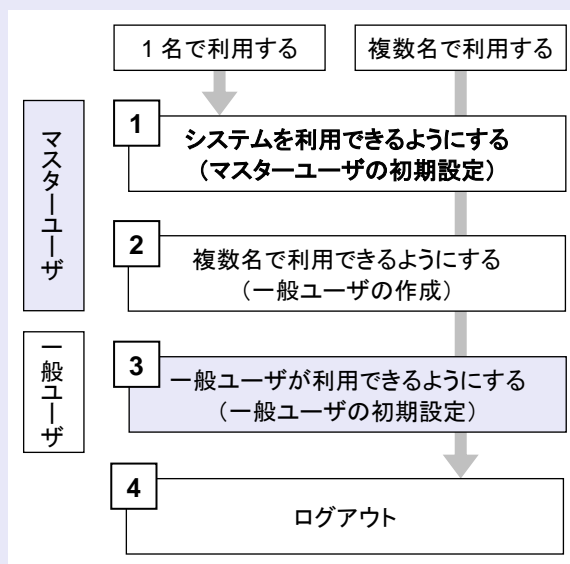 1 名で利用する
複数名で利用する
マスターユーザ
1
システムを利用できるようにする
（マスターユーザの初期設定）
2
複数名で利用できるようにする
（一般ユーザの作成）
一般ユーザ
3
一般ユーザが利用できるようにする
（一般ユーザの初期設定）
4
ログアウト